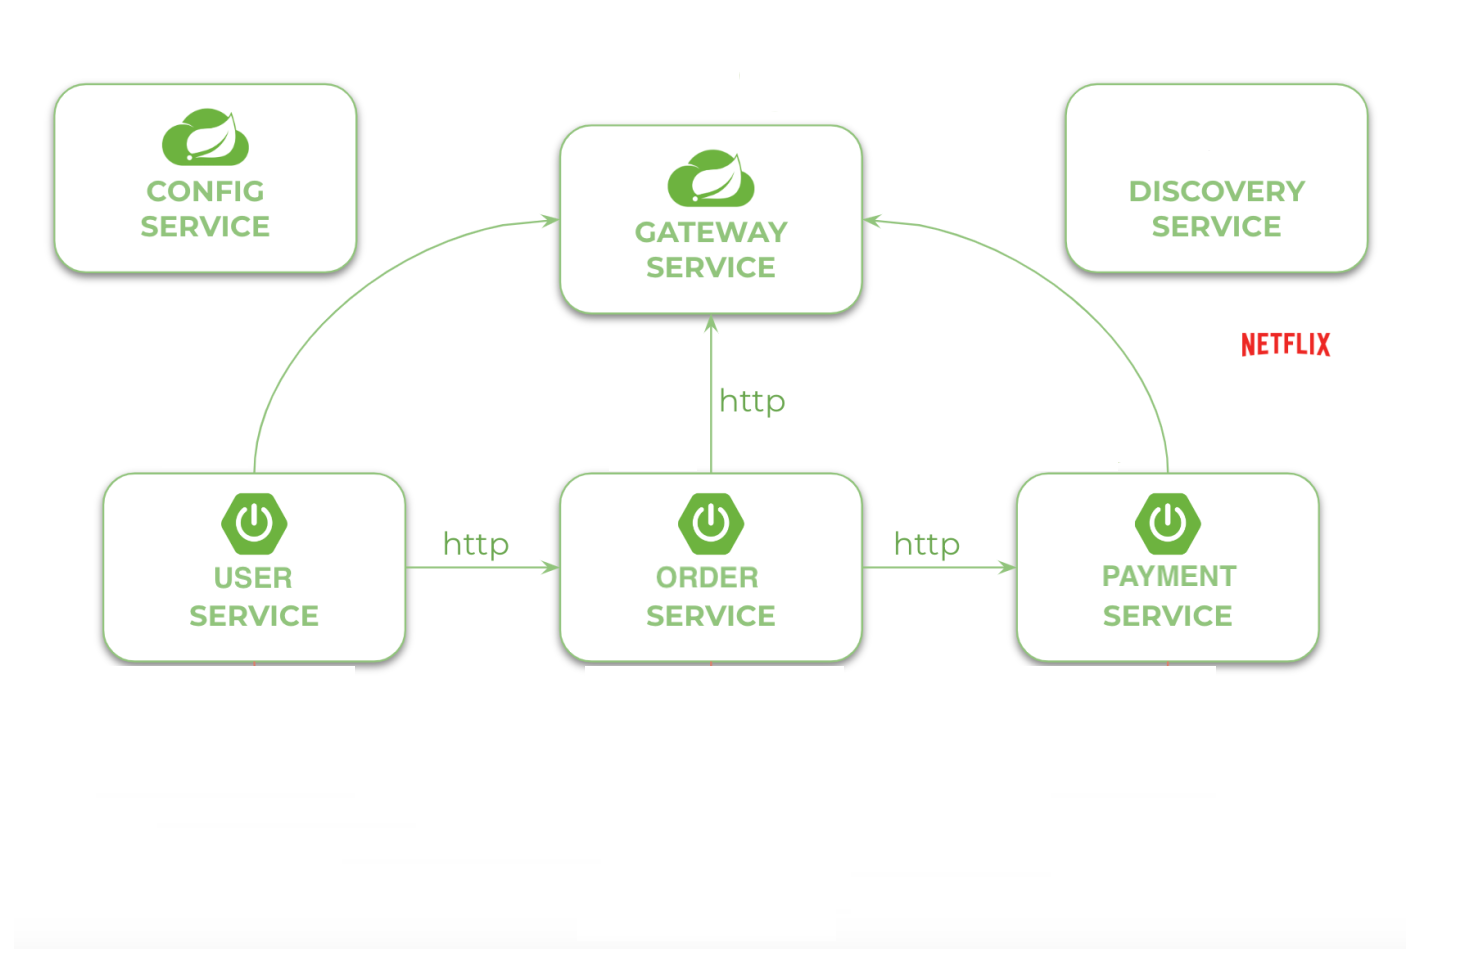 CONFIG
SERVICE
GATEWAY
SERVICE
DISCOVERY
SERVICE
NETFLIX
http
USER
SERVICE
http
ORDER
SERVICE
http
PAYMENT
SERVICE